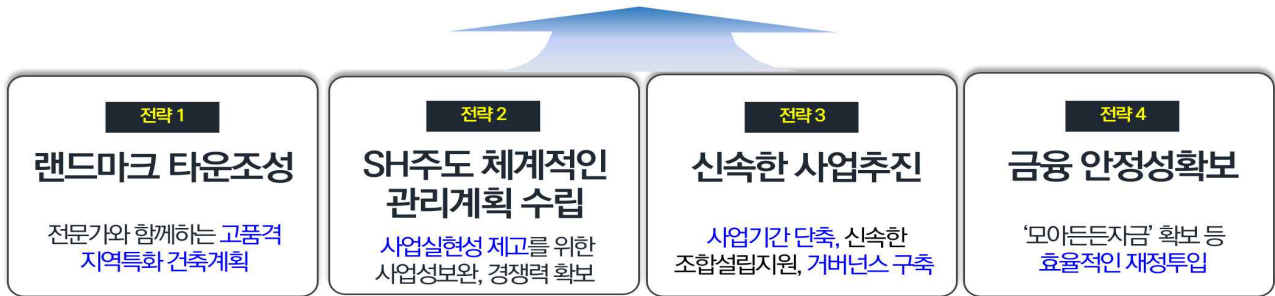 전략 1
랜드마크 타운조성
전문가와 함께하는 고품격
지역특화 건축계획
전략 2
SH주도 체계적인
관리계획 수립
사업실현성 제고를 위한
사업성보완, 경쟁력 확보
전략 3
신속한 사업추진
사업기간 단축, 신속한
조합설립지원, 거버넌스 구축
전략 4
금융 안정성확보
‘모아든든자금’ 확보 등
효율적인 재정투입